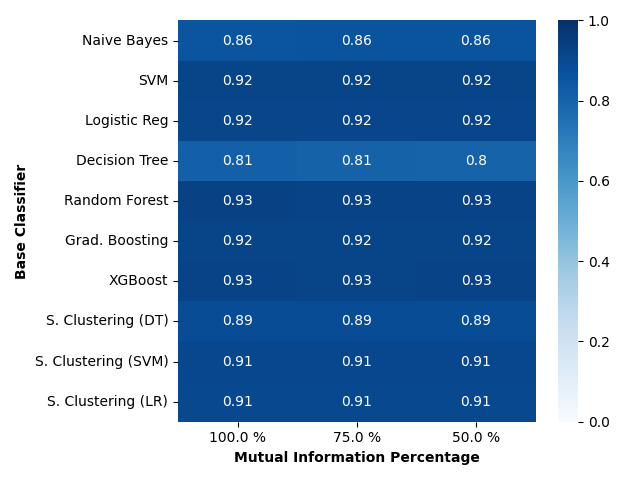 Naive Bayes 0.86 0.86 0.86
SVM 0.92 0.92 0.92
Logistic Reg 0.92 0.92 0.92
Decision Tree 0.81 0.81 0.8
Random Forest 0.93 0.93 0.93
Grad. Boosting 0.92 0.92 0.92
XGBoost 0.93 0.93 0.93
S. Clustering (DT) 0.89 0.89 0.89
S. Clustering (SVM) 0.91 0.91 0.91
S. Clustering (LR) 0.91 0.91 0.91
100.0 % 75.0 % 50.0 %
Mutual Information Percentage
Base Classifier
1.0
0.8
0.6
0.4
0.2
0.0